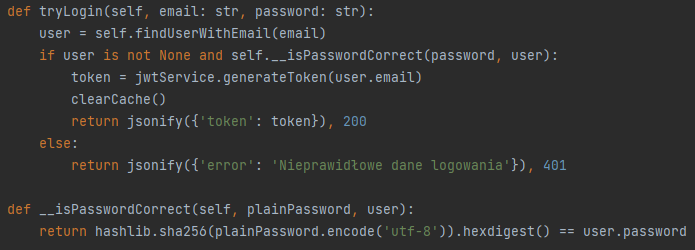 def tryLogin(self, email: str, password: str):
    user = self.findUserWithEmail(email)
    if user is not None and self.__isPasswordCorrect(password, user):
        token = jwtService.generateToken(user.email)
        clearCache()
        return jsonify({'token': token}), 200
    else:
        return jsonify({'error': 'Nieprawidłowe dane logowania'}), 401
def __isPasswordCorrect(self, plainPassword, user):
    return hashlib.sha256(plainPassword.encode('utf-8')).hexdigest() == user.password